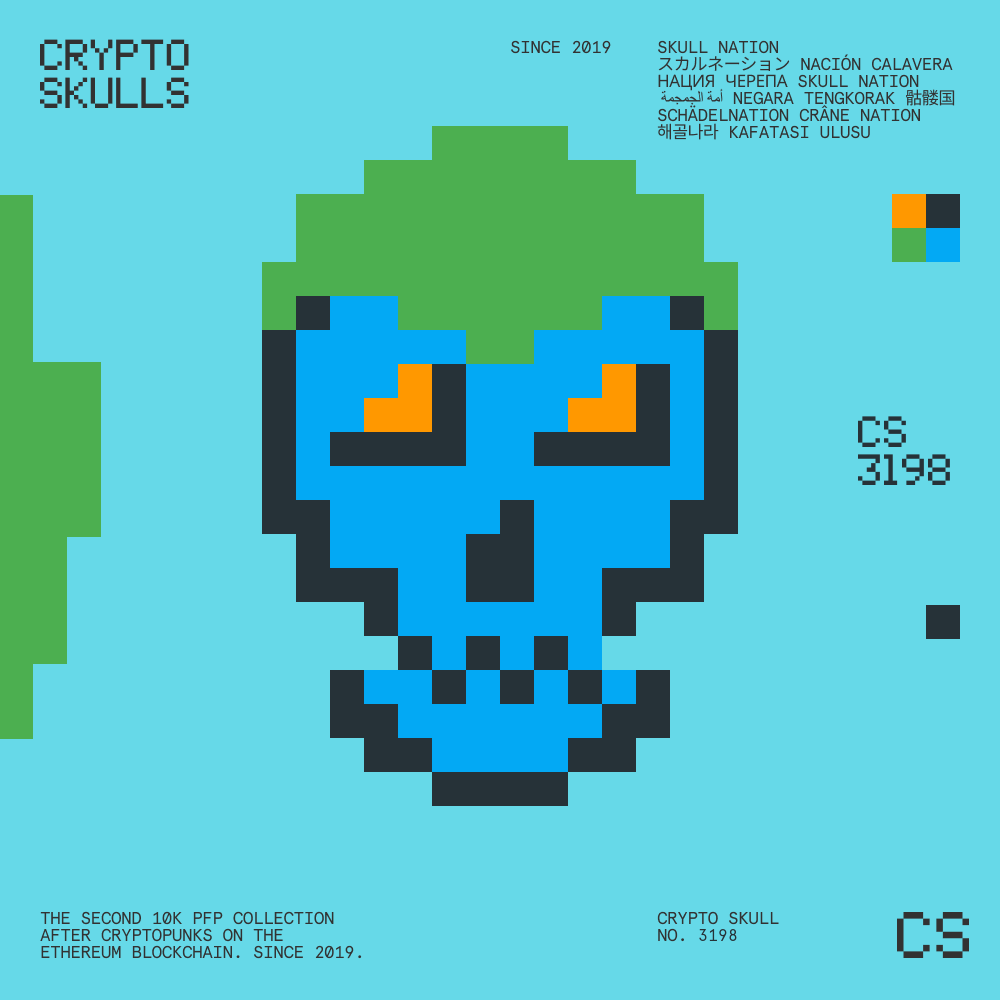 CRYPTO
SKULLS
SINCE 2019
SKULL NATION
スカルネーション NACIÓN CALAVERA
НАЦИЯ ЧЕРЕПА SKULL NATION
أمة الجمجمة NEGARA TENGKORAK 骷髅国
SCHÄDELNATION CRÂNE NATION
해골나라 KAFATASI ULUSU
CS
3198
THE SECOND 10K PFP COLLECTION
AFTER CRYPTOPUNKS ON THE
ETHEREUM BLOCKCHAIN. SINCE 2019.
CRYPTO SKULL
NO. 3198
CS